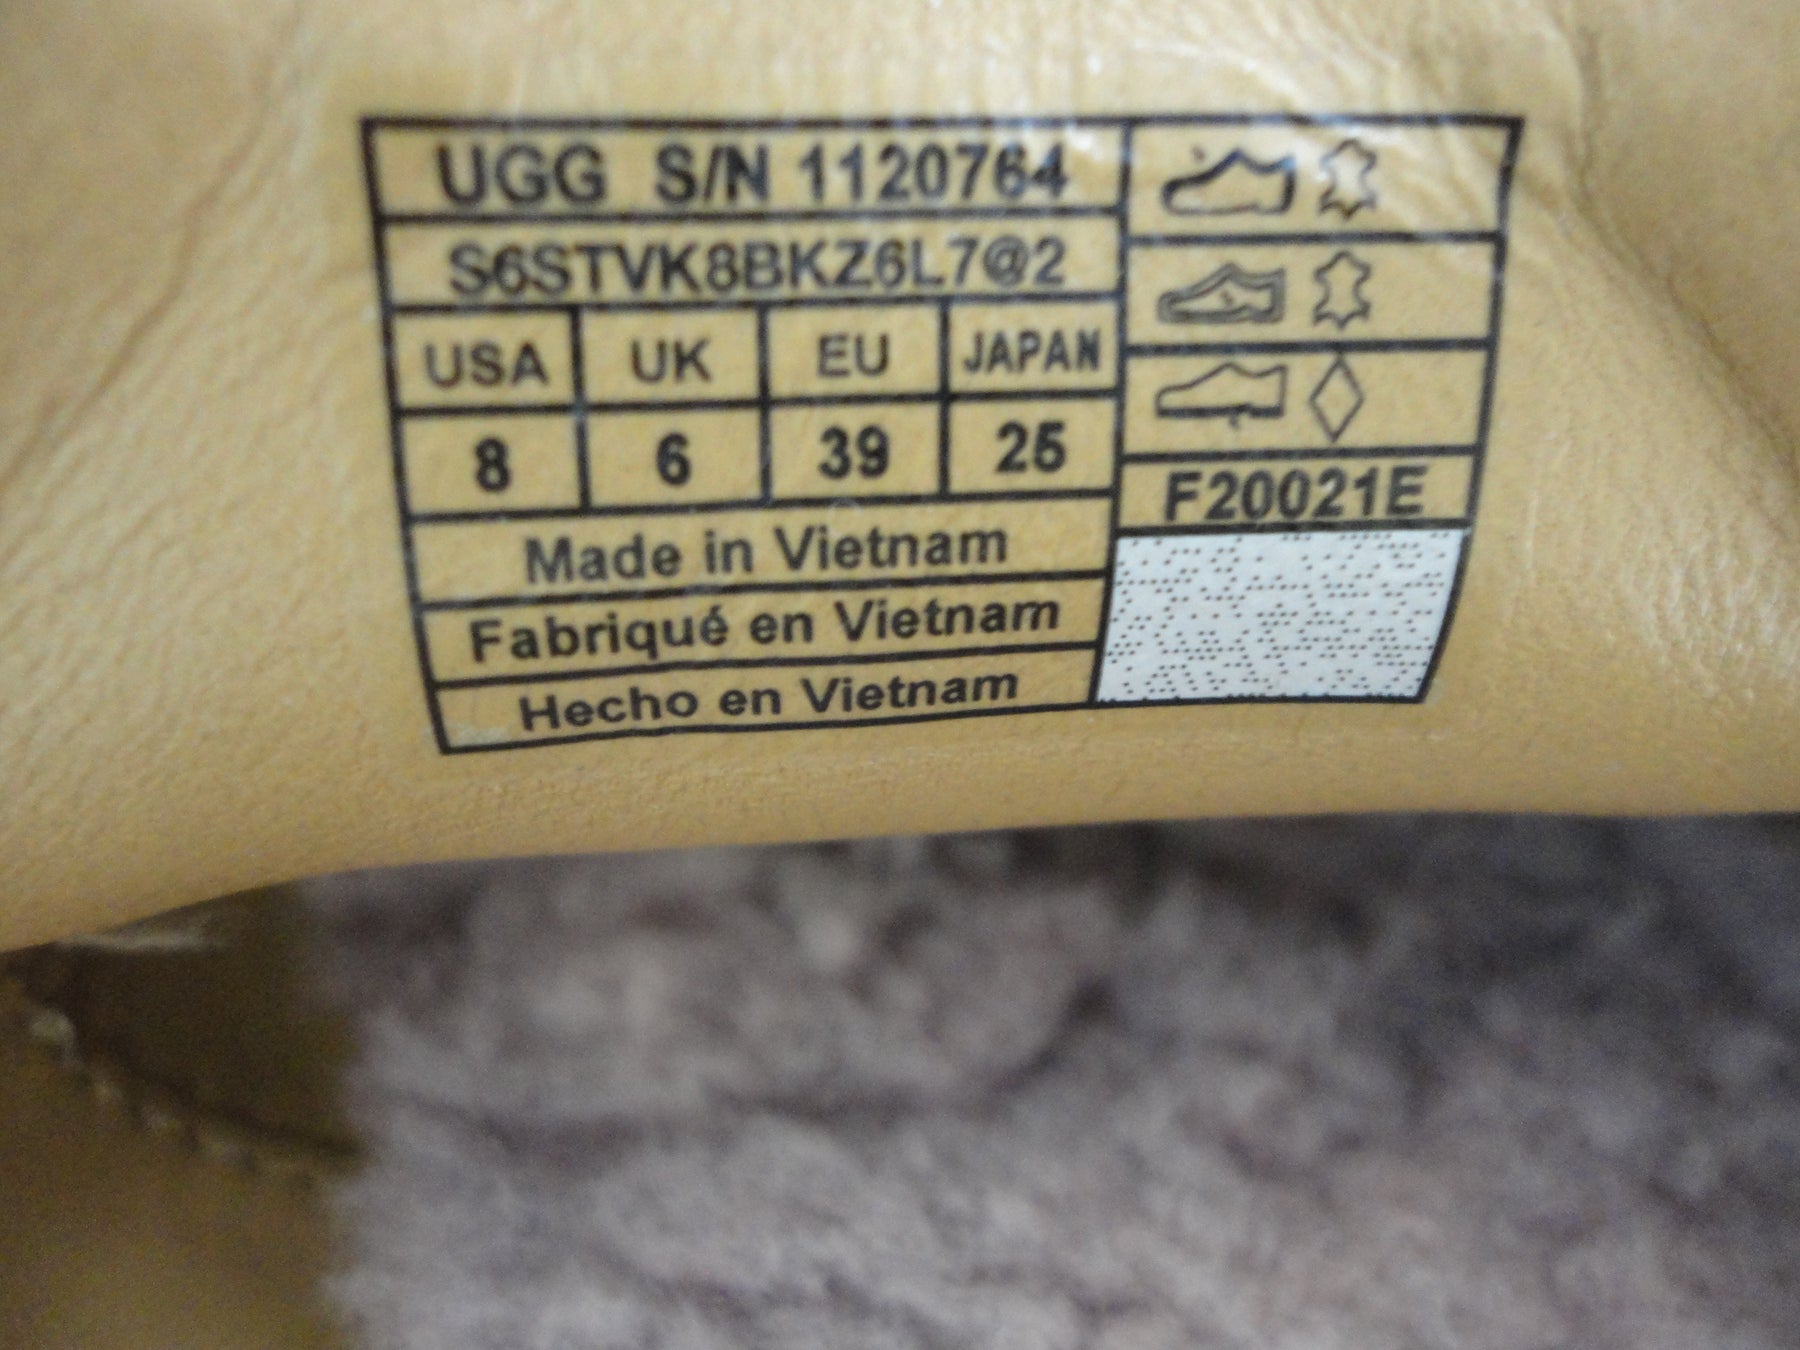 UGG S/N 1120764
S6STVK8BKZ6L7@2
USA UK EU JAPAN
8 6 39 25
Made in Vietnam
Fabriqué en Vietnam
Hecho en Vietnam
F20021E